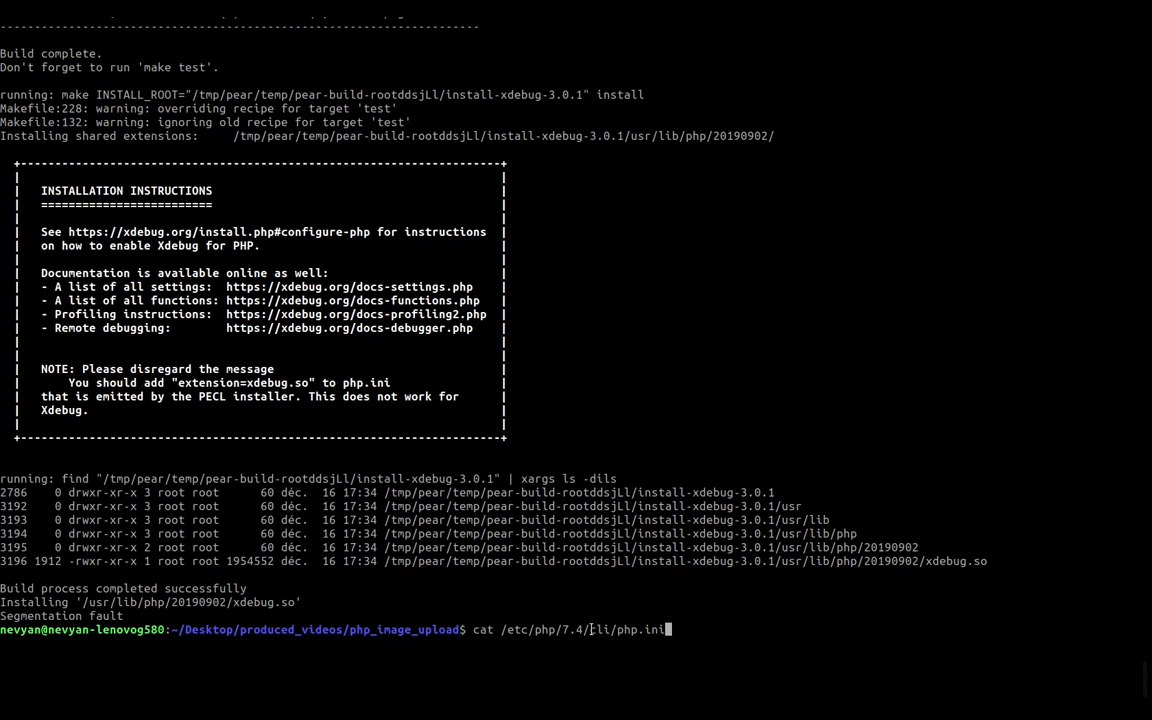 --------------------------------------------------------------------------------
Build complete.
Don't forget to run 'make test'.
running: make INSTALL_ROOT="/tmp/pear/temp/pear-build-rootddsjLl/install-xdebug-3.0.1" install
Makefile:228: warning: overriding recipe for target 'test'
Makefile:132: warning: ignoring old recipe for target 'test'
Installing shared extensions:     /tmp/pear/temp/pear-build-rootddsjLl/install-xdebug-3.0.1/usr/lib/php/20190902/
+----------------------------------------------------------------------+
|                                                                      |
|   INSTALLATION INSTRUCTIONS                                          |
|   =========================                                          |
|                                                                      |
|   See https://xdebug.org/install.php#configure-php for instructions  |
|   on how to enable Xdebug for PHP.                                   |
|                                                                      |
|   Documentation is available online as well:                         |
|   - A list of all settings:  https://xdebug.org/docs-settings.php    |
|   - A list of all functions: https://xdebug.org/docs-functions.php   |
|   - Profiling instructions:  https://xdebug.org/docs-profiling2.php  |
|   - Remote debugging:        https://xdebug.org/docs-debugger.php    |
|                                                                      |
|                                                                      |
|   NOTE: Please disregard the message                                 |
|       You should add "extension=xdebug.so" to php.ini                |
|   that is emitted by the PECL installer. This does not work for      |
|   Xdebug.                                                            |
|                                                                      |
+----------------------------------------------------------------------+
running: find "/tmp/pear/temp/pear-build-rootddsjLl/install-xdebug-3.0.1" | xargs ls -dils
2786    0 drwxr-xr-x 3 root root      60 déc.  16 17:34 /tmp/pear/temp/pear-build-rootddsjLl/install-xdebug-3.0.1
3192    0 drwxr-xr-x 3 root root      60 déc.  16 17:34 /tmp/pear/temp/pear-build-rootddsjLl/install-xdebug-3.0.1/usr
3193    0 drwxr-xr-x 3 root root      60 déc.  16 17:34 /tmp/pear/temp/pear-build-rootddsjLl/install-xdebug-3.0.1/usr/lib
3194    0 drwxr-xr-x 3 root root      60 déc.  16 17:34 /tmp/pear/temp/pear-build-rootddsjLl/install-xdebug-3.0.1/usr/lib/php
3195    0 drwxr-xr-x 2 root root      60 déc.  16 17:34 /tmp/pear/temp/pear-build-rootddsjLl/install-xdebug-3.0.1/usr/lib/php/20190902
3196 1912 -rwxr-xr-x 1 root root 1954552 déc.  16 17:34 /tmp/pear/temp/pear-build-rootddsjLl/install-xdebug-3.0.1/usr/lib/php/20190902/xdebug.so
Build process completed successfully
Installing '/usr/lib/php/20190902/xdebug.so'
Segmentation fault
nevyan@nevyan-lenovog580:~/Desktop/produced_videos/php_image_upload$ cat /etc/php/7.4/cli/php.ini